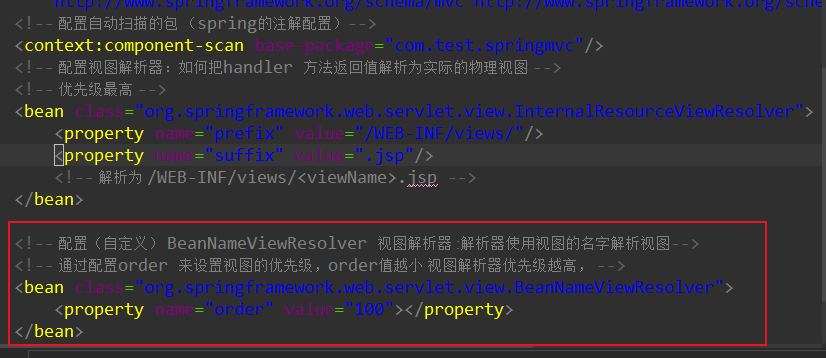 http://www.springframework.org/schema/mvc http://www.springframework.org/sche
<!-- 配置自动扫描的包（spring的注解配置）-->
<context:component-scan base-package="com.test.springmvc"/>
<!-- 配置视图解析器：如何把handler 方法返回值解析为实际的物理视图 -->
<!-- 优先级最高 -->
<bean class="org.springframework.web.servlet.view.InternalResourceViewResolver">
<property name="prefix" value="/WEB-INF/views/"/>
<property name="suffix" value=".jsp"/>
<!-- 解析为 /WEB-INF/views/<viewName>.jsp -->
</bean>
<!-- 配置（自定义）BeanNameViewResolver 视图解析器 :解析器使用视图的名字解析视图-->
<!-- 通过配置order 来设置视图的优先级，order值越小 视图解析器优先级越高， -->
<bean class="org.springframework.web.servlet.view.BeanNameViewResolver">
<property name="order" value="100"></property>
</bean>